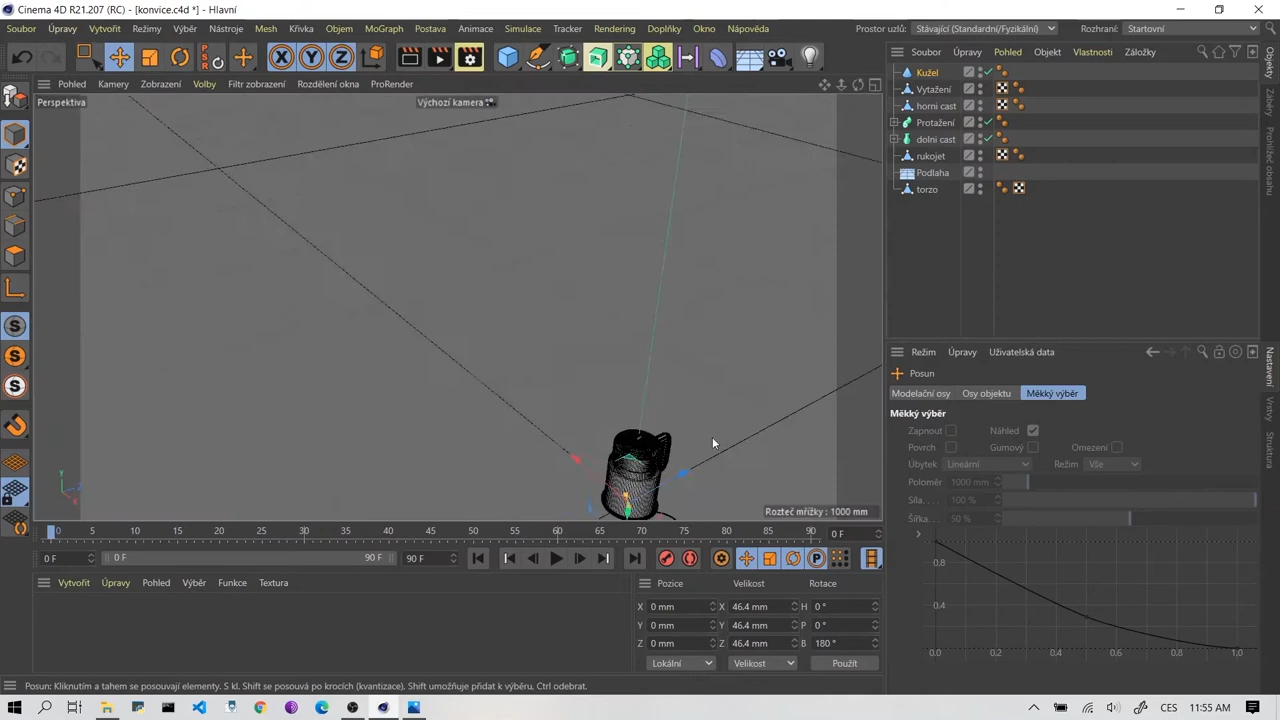 Cinema 4D R21.207 (RC) - [konvice.c4d *] - Hlavní
Soubor Úpravy Vytvořit Režimy Výběr Nástroje Mesh Křivka Objem MoGraph Postava Animace Simulace Tracker Rendering Doplňky Okno Nápověda
Prostor uzlů: Stávající (Standardní/Fyzikální) Rozhraní: Startovní
Soubor Úpravy Pohled Objekt Vlastnosti Záložky
Pohled Kamery Zobrazení Volby Filtr zobrazení Rozdělena okna ProRender
Perspektiva
Výchozí kamera
Kužel
Vytažení
horni cast
Protažení
dolni cast
rukojet
Podlaha
torzo
Objekty
Záběry
Prohlížeč obsahu
Režim Úpravy Uživatelská data
Posun
Modelační osy Osy objektu Měkký výběr
Měkký výběr
Zapnout Náhled
Povrch Gumový Omezení
Úbytek Lineární Režim Vše
Poloměr 1000 mm
Síla. . . . 100 %
Šířka. . 50 %
0.8
0.4
0.0 0.2 0.4 0.6 0.8 1.0
Nastavení
Vrstvy
Struktura
Y
X
Z
Rozteč mřížky : 1000 mm
0 5 10 15 20 25 30 35 40 45 50 55 60 65 70 75 80 85 90 0 F
0 F 0 F 90 F 90 F
P
Vytvořit Úpravy Pohled Výběr Funkce Textura
Pozice Velikost Rotace
X 0 mm X 46.4 mm H 0 °
Y 0 mm Y 46.4 mm P 0 °
Z 0 mm Z 46.4 mm B 180 °
Lokální Velikost Použít
Posun: Kliknutím a tahem se posouvají elementy. S kl. Shift se posouvá po krocích (kvantizace), Shift umožňuje přidat k výběru, Ctrl odebrat.
CES 11:55 AM